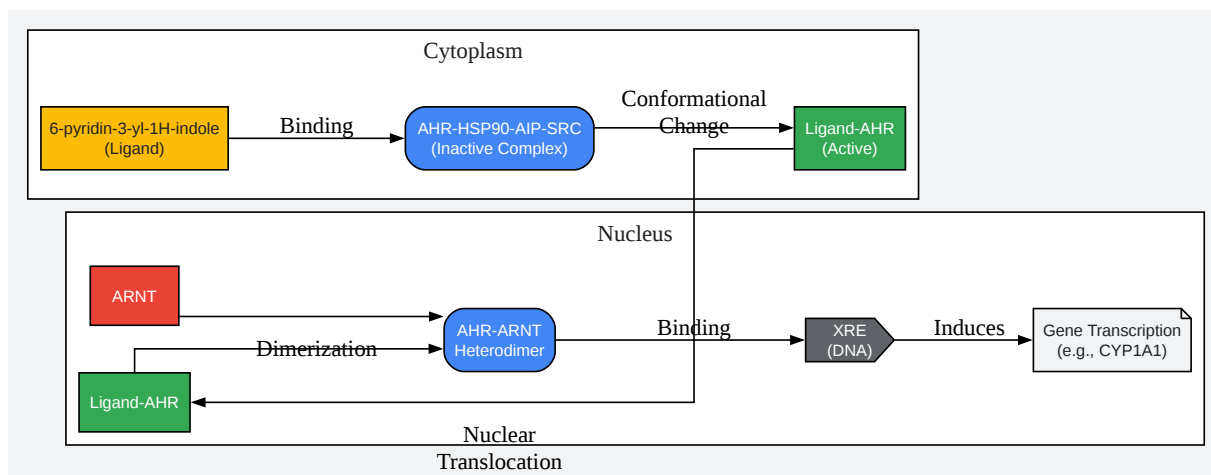 Cytoplasm
6-pyridin-3-yl-1H-indole
(Ligand)
Binding
AHR-HSP90-AIP-SRC
(Inactive Complex)
Conformational
Change
Ligand-AHR
(Active)
Nucleus
ARNT
Dimerization
Ligand-AHR
AHR-ARNT
Heterodimer
Binding
XRE
(DNA)
Induces
Gene Transcription
(e.g., CYP1A1)
Nuclear
Translocation